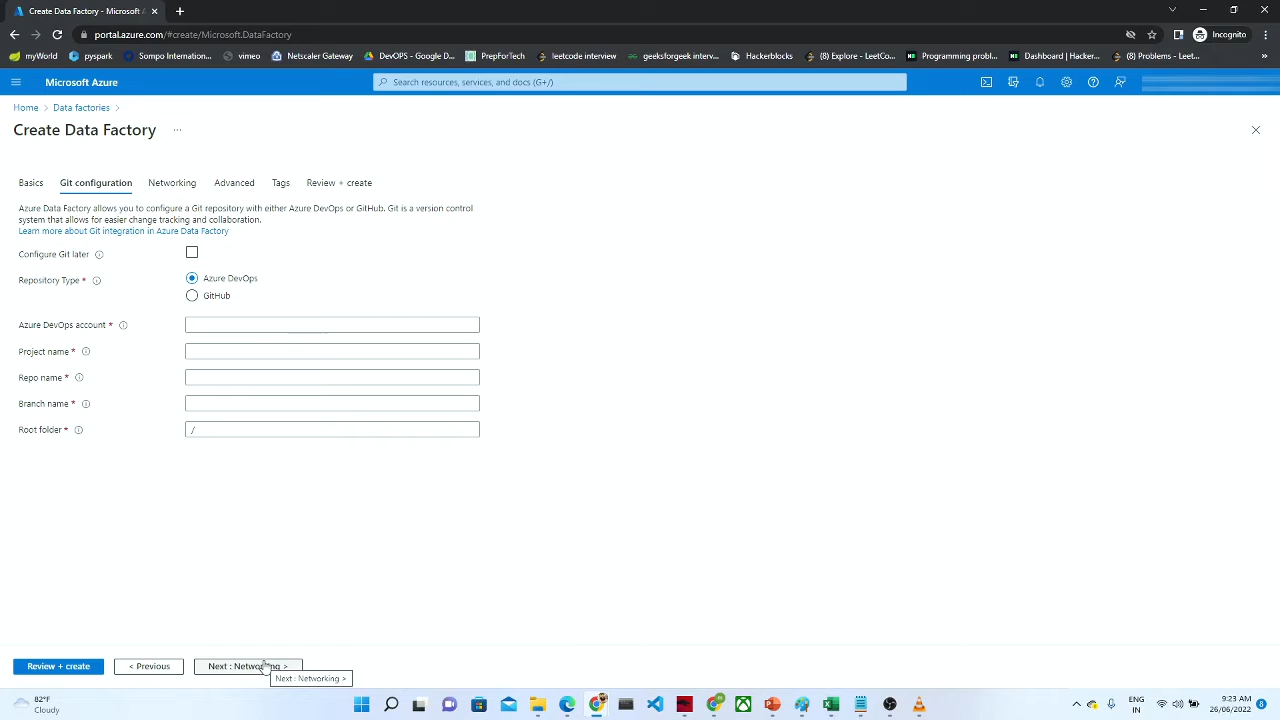 Create Data Factory - Microsoft A
portal.azure.com/#create/Microsoft.DataFactory
Incognito
myWorld
pyspark
Sompo Internation...
vimeo
Netscaler Gateway
DevOPS - Google D...
PrepForTech
leetcode interview
geeksforgeek interv...
Hackerblocks
(8) Explore - LeetCo...
Programming probl...
Dashboard | Hacker...
(8) Problems - Leet...
»
Microsoft Azure
Search resources, services, and docs (G+/)
Home > Data factories >
Create Data Factory ...
Basics
Git configuration
Networking
Advanced
Tags
Review + create
Azure Data Factory allows you to configure a Git repository with either Azure DevOps or GitHub. Git is a version control
system that allows for easier change tracking and collaboration.
Learn more about Git integration in Azure Data Factory
Configure Git later
Repository Type *
Azure DevOps
GitHub
Azure DevOps account *
Project name *
Repo name *
Branch name *
Root folder *
/
Review + create
< Previous
Next : Networking >
Next : Networking >
82°F
Cloudy
ENG
IN
9:23 AM
26/06/2022